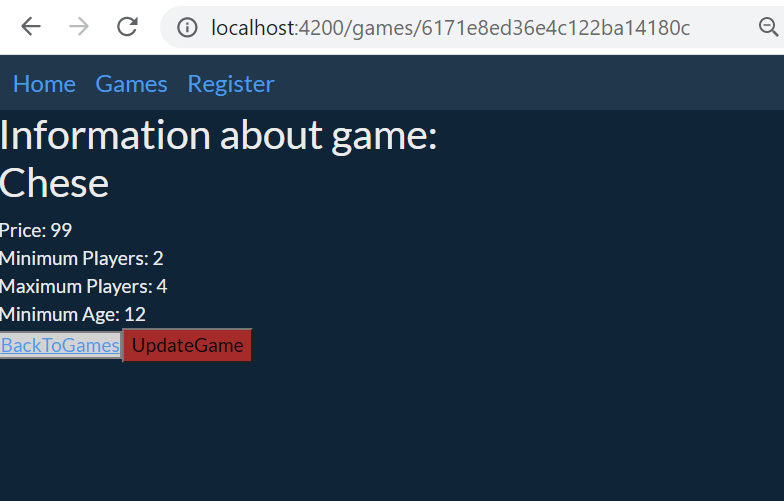 localhost:4200/games/6171e8ed36e4c122ba14180c
Home Games Register
Information about game:
Chese
Price: 99
Minimum Players: 2
Maximum Players: 4
Minimum Age: 12
BackToGames UpdateGame